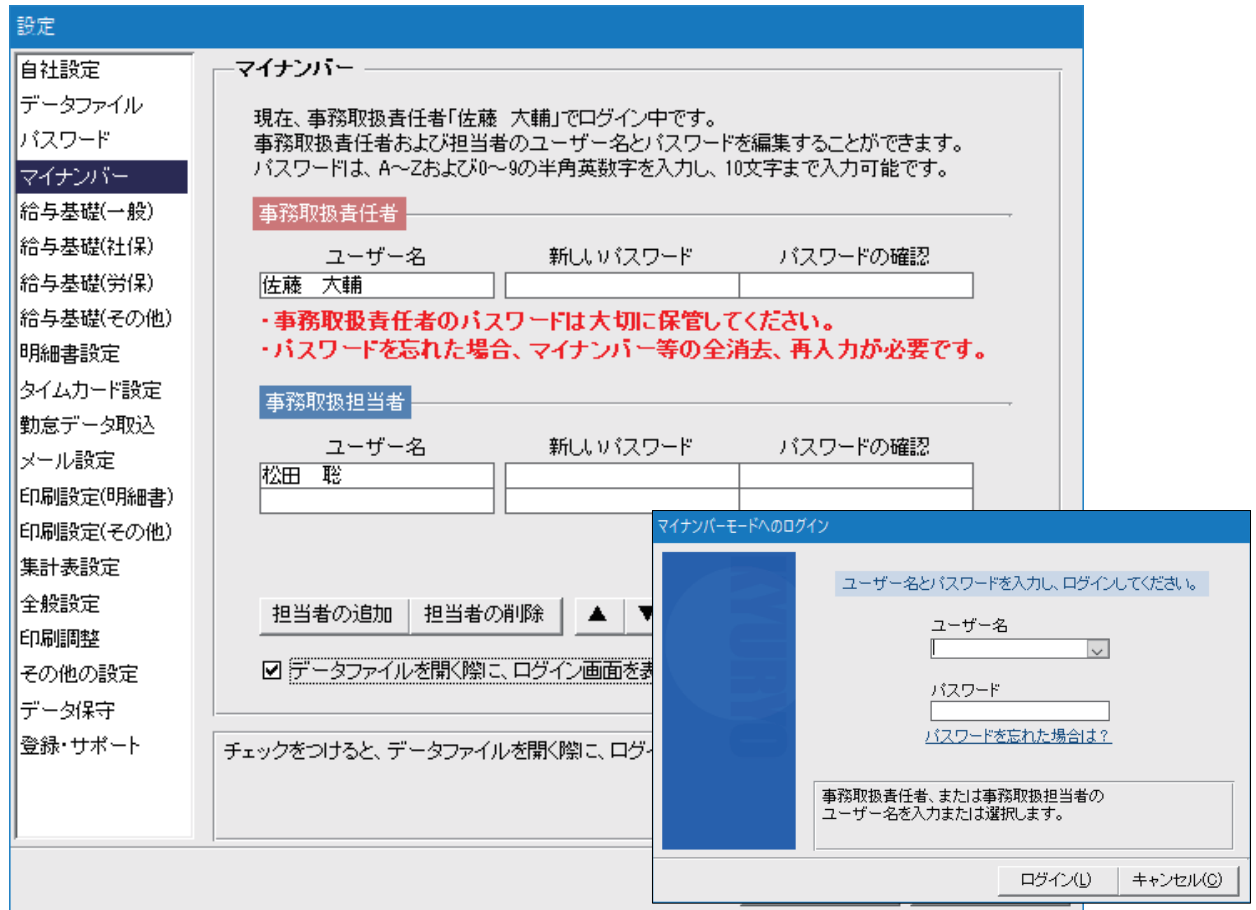 設定
自社設定
データファイル
パスワード
マイナンバー
給与基礎(一般)
給与基礎(社保)
給与基礎(労保)
給与基礎(その他)
明細書設定
タイムカード設定
勤怠データ取込
メール設定
印刷設定(明細書)
印刷設定(その他)
集計表設定
全般設定
印刷調整
その他の設定
データ保守
登録・サポート
マイナンバー
現在、事務取扱責任者「佐藤 大輔」でログイン中です。
事務取扱責任者および担当者のユーザー名とパスワードを編集することができます。
パスワードは、A～Zおよび0～9の半角英数字を入力し、10文字まで入力可能です。
事務取扱責任者
ユーザー名 新しいパスワード パスワードの確認
佐藤 大輔
・事務取扱責任者のパスワードは大切に保管してください。
・パスワードを忘れた場合、マイナンバー等の全消去、再入力が必要です。
事務取扱担当者
ユーザー名 新しいパスワード パスワードの確認
松田 聡
担当者の追加 担当者の削除 ▲ ▼
データファイルを開く際に、ログイン画面を表
チェックをつけると、データファイルを開く際に、ログ
マイナンバーモードへのログイン
KYUYO
ユーザー名とパスワードを入力し、ログインしてください。
ユーザー名
パスワード
パスワードを忘れた場合は?
事務取扱責任者、または事務取扱担当者の
ユーザー名を入力または選択します。
ログイン(L) キャンセル(C)